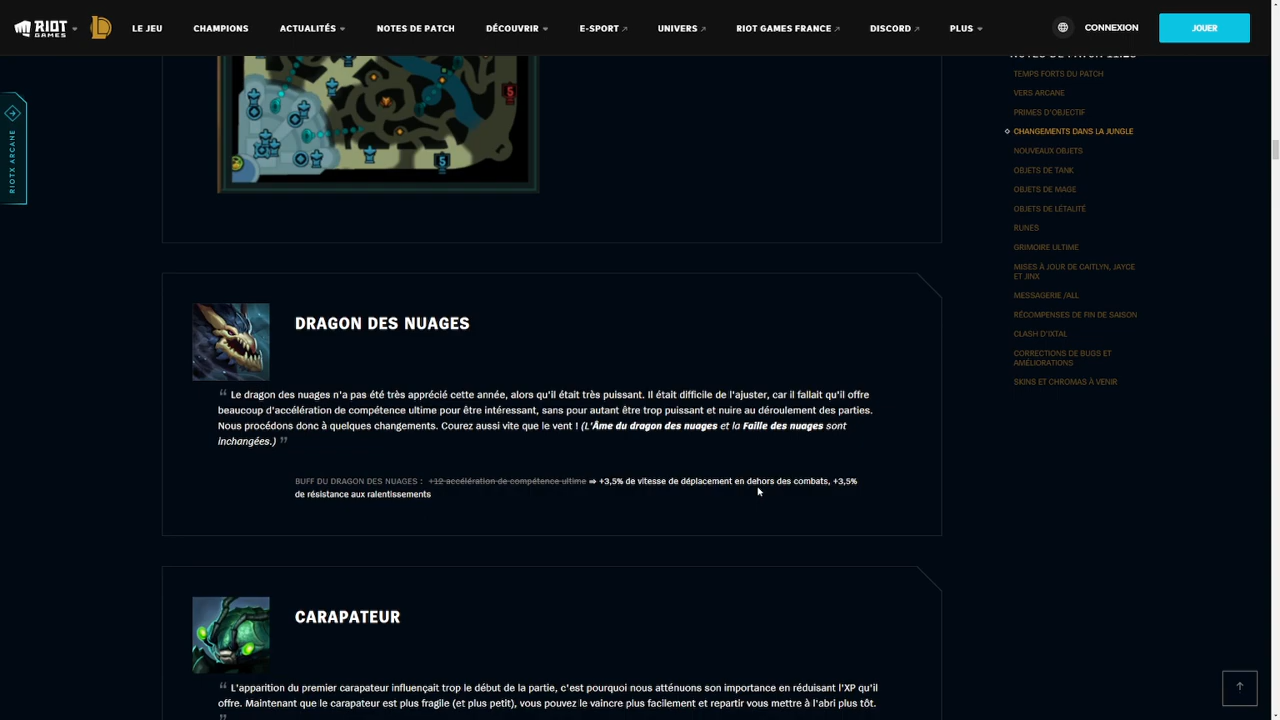 RIOT GAMES
LE JEU CHAMPIONS ACTUALITÉS NOTES DE PATCH DÉCOUVRIR E-SPORT UNIVERS RIOT GAMES FRANCE DISCORD PLUS CONNEXION JOUER
RIOTX ARCANE
5
5
DRAGON DES NUAGES
“ Le dragon des nuages n'a pas été très apprécié cette année, alors qu'il était très puissant. Il était difficile de l'ajuster, car il fallait qu'il offre
beaucoup d'accélération de compétence ultime pour être intéressant, sans pour autant être trop puissant et nuire au déroulement des parties.
Nous procédons donc à quelques changements. Courez aussi vite que le vent ! (L'Âme du dragon des nuages et la Faille des nuages sont
inchangées.) ”
BUFF DU DRAGON DES NUAGES : +12 accélération de compétence ultime ⇒ +3,5% de vitesse de déplacement en dehors des combats, +3,5%
de résistance aux ralentissements
CARAPATEUR
“ L'apparition du premier carapateur influençait trop le début de la partie, c'est pourquoi nous atténuons son importance en réduisant l'XP qu'il
offre. Maintenant que le carapateur est plus fragile (et plus petit), vous pouvez le vaincre plus facilement et repartir vous mettre à l'abri plus tôt.
”
TEMPS FORTS DU PATCH
VERS ARCANE
PRIMES D'OBJECTIF
CHANGEMENTS DANS LA JUNGLE
NOUVEAUX OBJETS
OBJETS DE TANK
OBJETS DE MAGE
OBJETS DE LÉTALITÉ
RUNES
GRIMOIRE ULTIME
MISES À JOUR DE CAITLYN, JAYCE
ET JINX
MESSAGERIE /ALL
RÉCOMPENSES DE FIN DE SAISON
CLASH D'IXTAL
CORRECTIONS DE BUGS ET
AMÉLIORATIONS
SKINS ET CHROMAS À VENIR